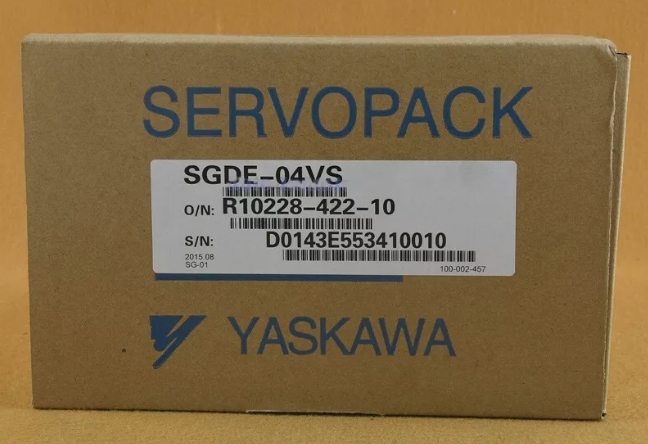 SERVOPACK
SGDE-04VS
O/N: R10228-422-10
S/N: D0143E553410010
2015.08
SG-01
100-002-457
YASKAWA